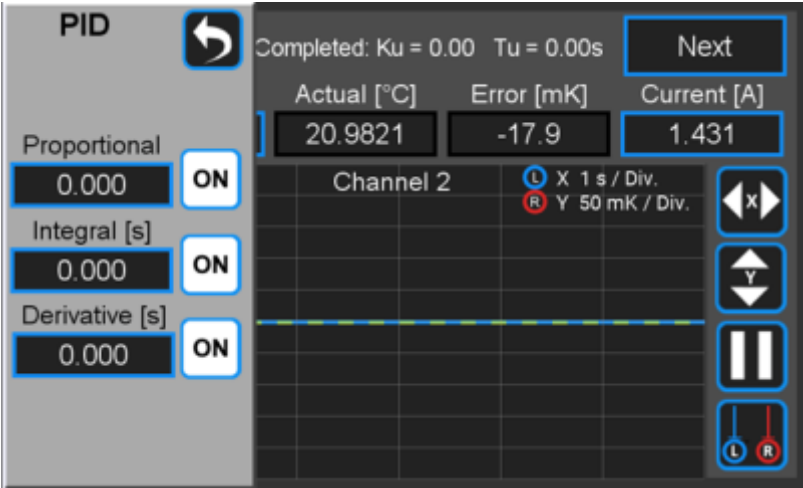 PID
Completed: Ku = 0.00 Tu = 0.00s
Next
Actual [°C]
Error [mK]
Current [A]
20.9821
-17.9
1.431
Proportional
0.000
ON
Integral [s]
0.000
ON
Derivative [s]
0.000
ON
Channel 2
L X 1 s / Div.
R Y 50 mK / Div.
X
Y
L R